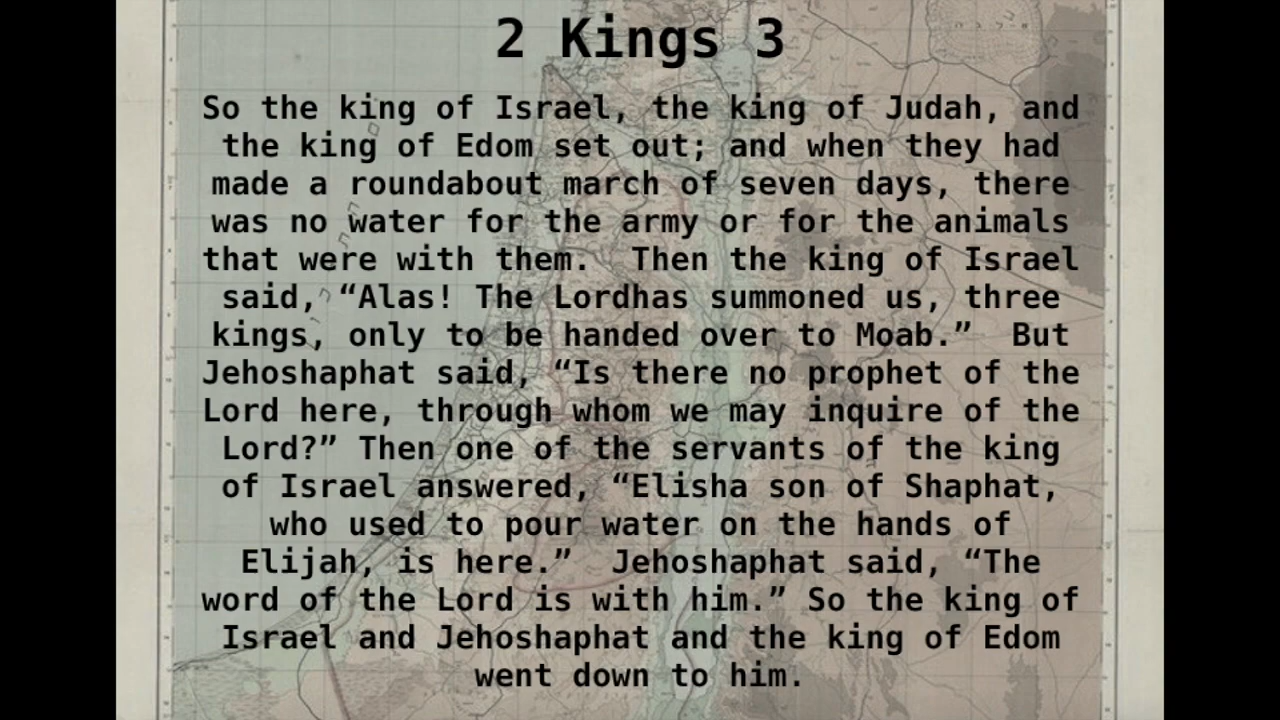 2 Kings 3
So the king of Israel, the king of Judah, and
the king of Edom set out; and when they had
made a roundabout march of seven days, there
was no water for the army or for the animals
that were with them.  Then the king of Israel
said, “Alas! The Lordhas summoned us, three
kings, only to be handed over to Moab.”  But
Jehoshaphat said, “Is there no prophet of the
Lord here, through whom we may inquire of the
Lord?” Then one of the servants of the king
of Israel answered, “Elisha son of Shaphat,
who used to pour water on the hands of
Elijah, is here.”  Jehoshaphat said, “The
word of the Lord is with him.” So the king of
Israel and Jehoshaphat and the king of Edom
went down to him.